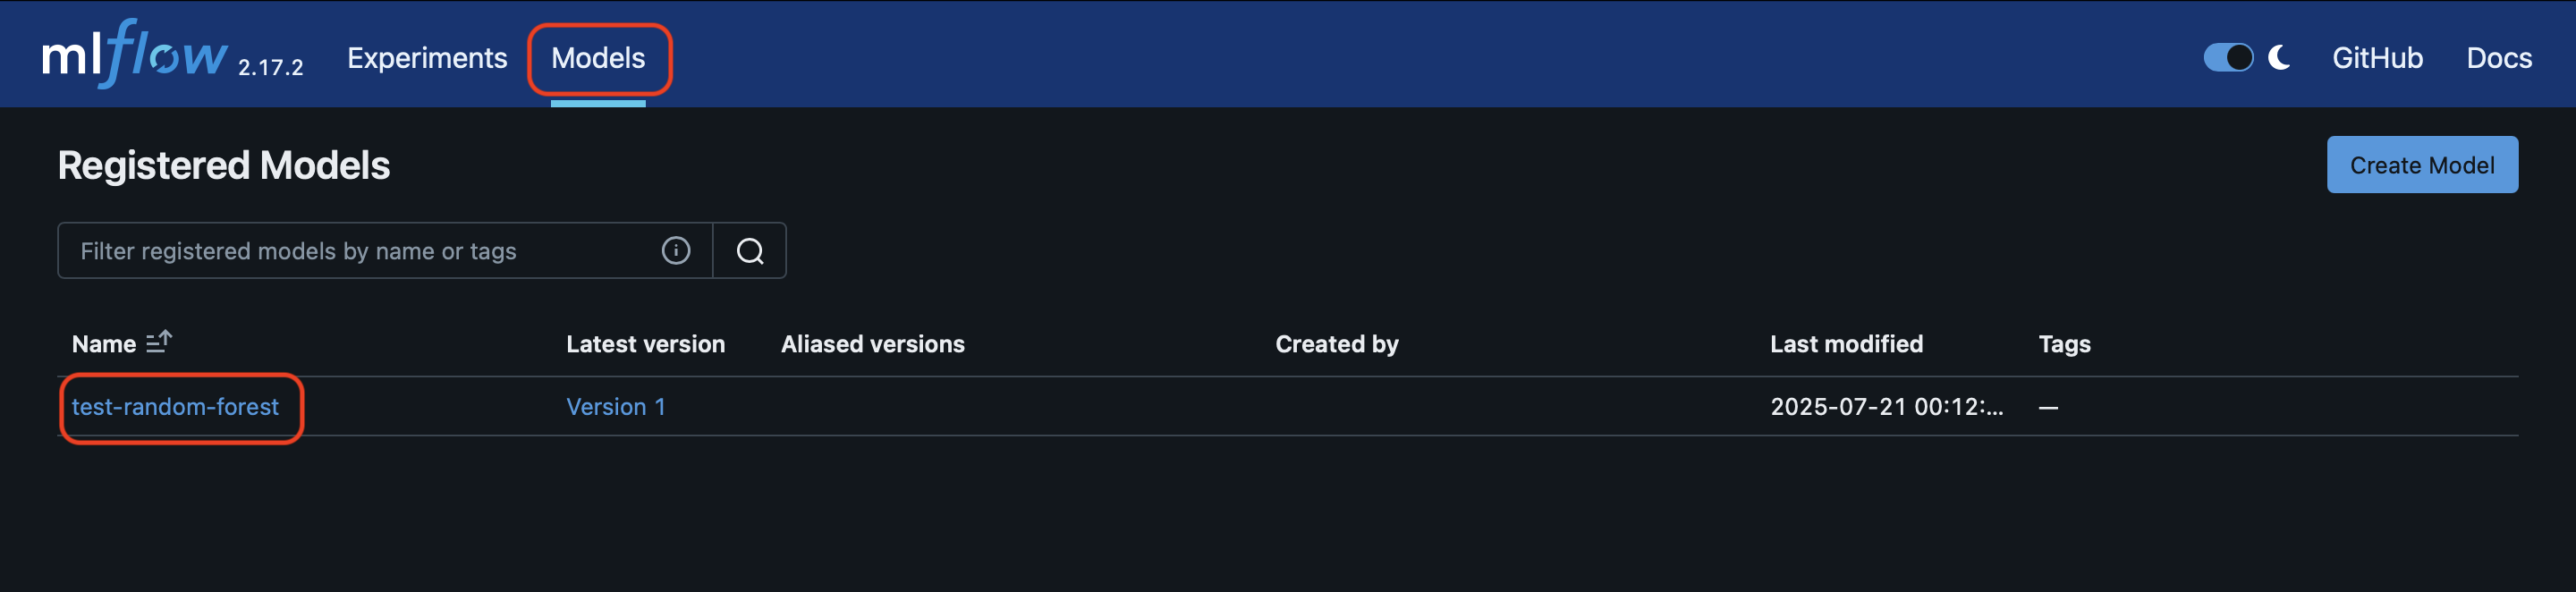 mlflow 2.17.2 Experiments Models GitHub Docs
Registered Models Create Model
Filter registered models by name or tags
Name Latest version Aliased versions Created by Last modified Tags
test-random-forest Version 1 2025-07-21 00:12:... —